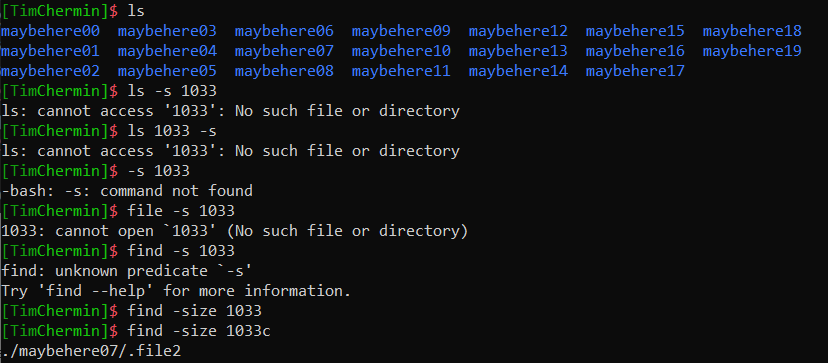 [TimChermin]$ ls
maybehere00 maybehere03 maybehere06 maybehere09 maybehere12 maybehere15 maybehere18
maybehere01 maybehere04 maybehere07 maybehere10 maybehere13 maybehere16 maybehere19
maybehere02 maybehere05 maybehere08 maybehere11 maybehere14 maybehere17
[TimChermin]$ ls -s 1033
ls: cannot access '1033': No such file or directory
[TimChermin]$ ls 1033 -s
ls: cannot access '1033': No such file or directory
[TimChermin]$ -s 1033
-bash: -s: command not found
[TimChermin]$ file -s 1033
1033: cannot open `1033' (No such file or directory)
[TimChermin]$ find -s 1033
find: unknown predicate `-s'
Try 'find --help' for more information.
[TimChermin]$ find -size 1033
[TimChermin]$ find -size 1033c
./maybehere07/.file2